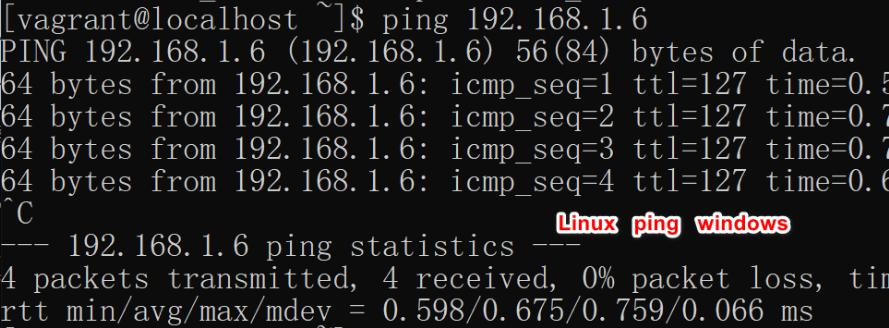 [vagrant@localhost ~]$ ping 192.168.1.6
PING 192.168.1.6 (192.168.1.6) 56(84) bytes of data.
64 bytes from 192.168.1.6: icmp_seq=1 ttl=127 time=0.5
64 bytes from 192.168.1.6: icmp_seq=2 ttl=127 time=0.7
64 bytes from 192.168.1.6: icmp_seq=3 ttl=127 time=0.7
64 bytes from 192.168.1.6: icmp_seq=4 ttl=127 time=0.6
^C
Linux ping windows
--- 192.168.1.6 ping statistics ---
4 packets transmitted, 4 received, 0% packet loss,
rtt min/avg/max/mdev = 0.598/0.675/0.759/0.066 ms